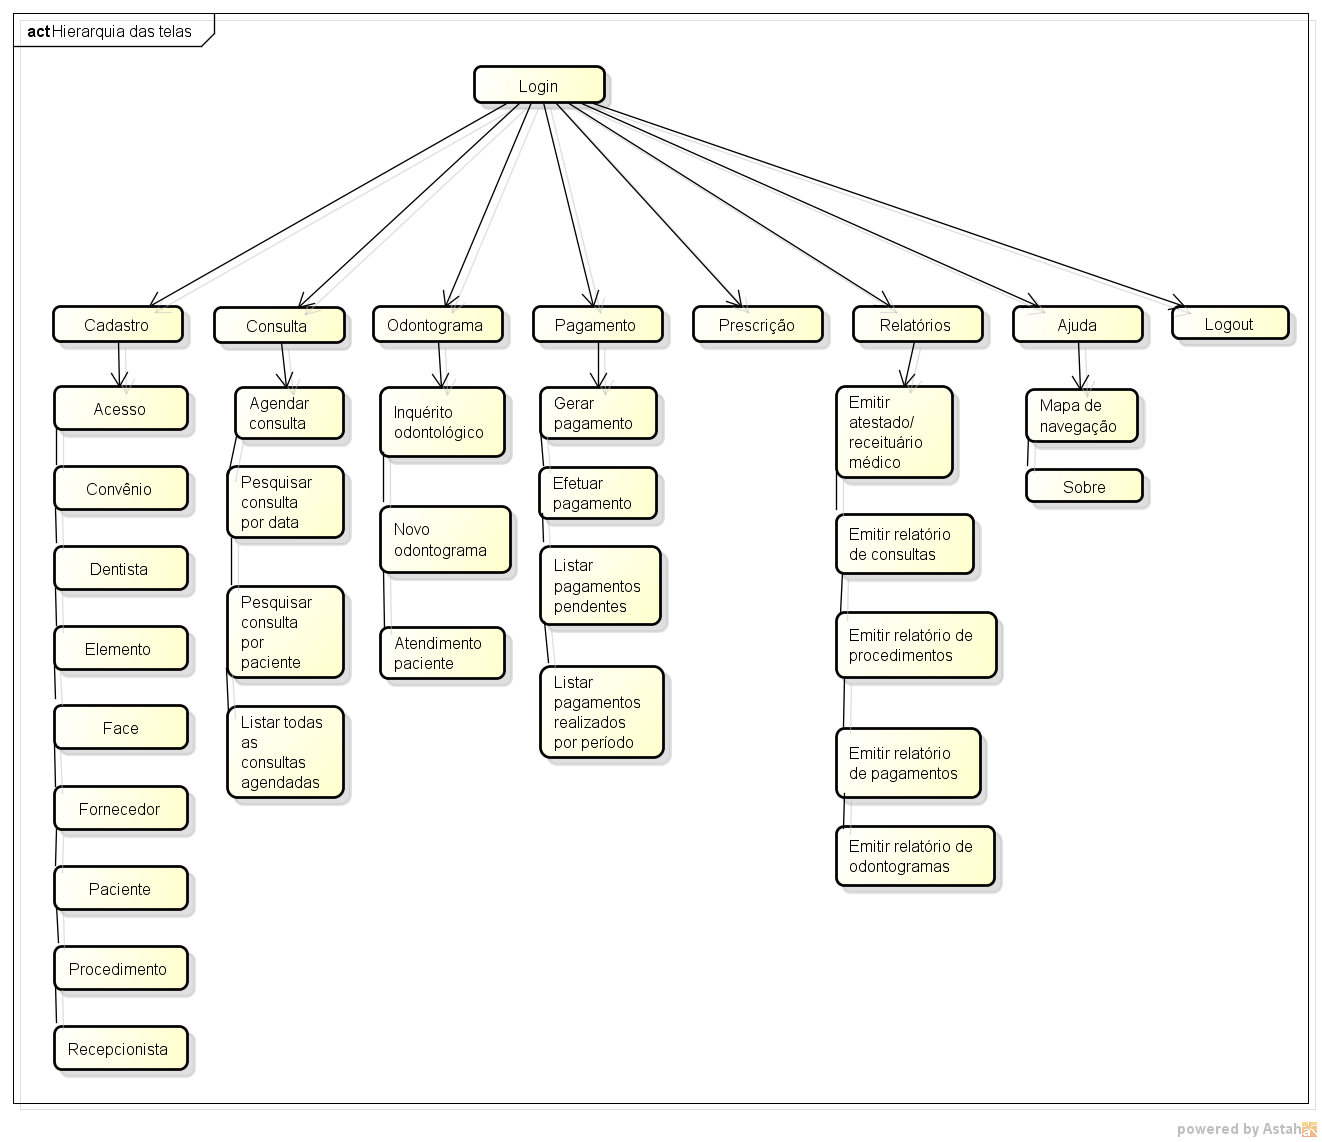 act Hierarquia das telas
Login
Cadastro
Consulta
Odontograma
Pagamento
Prescrição
Relatórios
Ajuda
Logout
Acesso
Convênio
Dentista
Elemento
Face
Fornecedor
Paciente
Procedimento
Recepcionista
Agendar
consulta
Pesquisar
consulta
por data
Pesquisar
consulta
por
paciente
Listar todas
as
consultas
agendadas
Inquérito
odontológico
Novo
odontograma
Atendimento
paciente
Gerar
pagamento
Efetuar
pagamento
Listar
pagamentos
pendentes
Listar
pagamentos
realizados
por período
Emitir
atestado/
receituário
médico
Emitir relatório
de consultas
Emitir relatório de
procedimentos
Emitir relatório
de pagamentos
Emitir relatório de
odontogramas
Mapa de
navegação
Sobre
powered by Astah